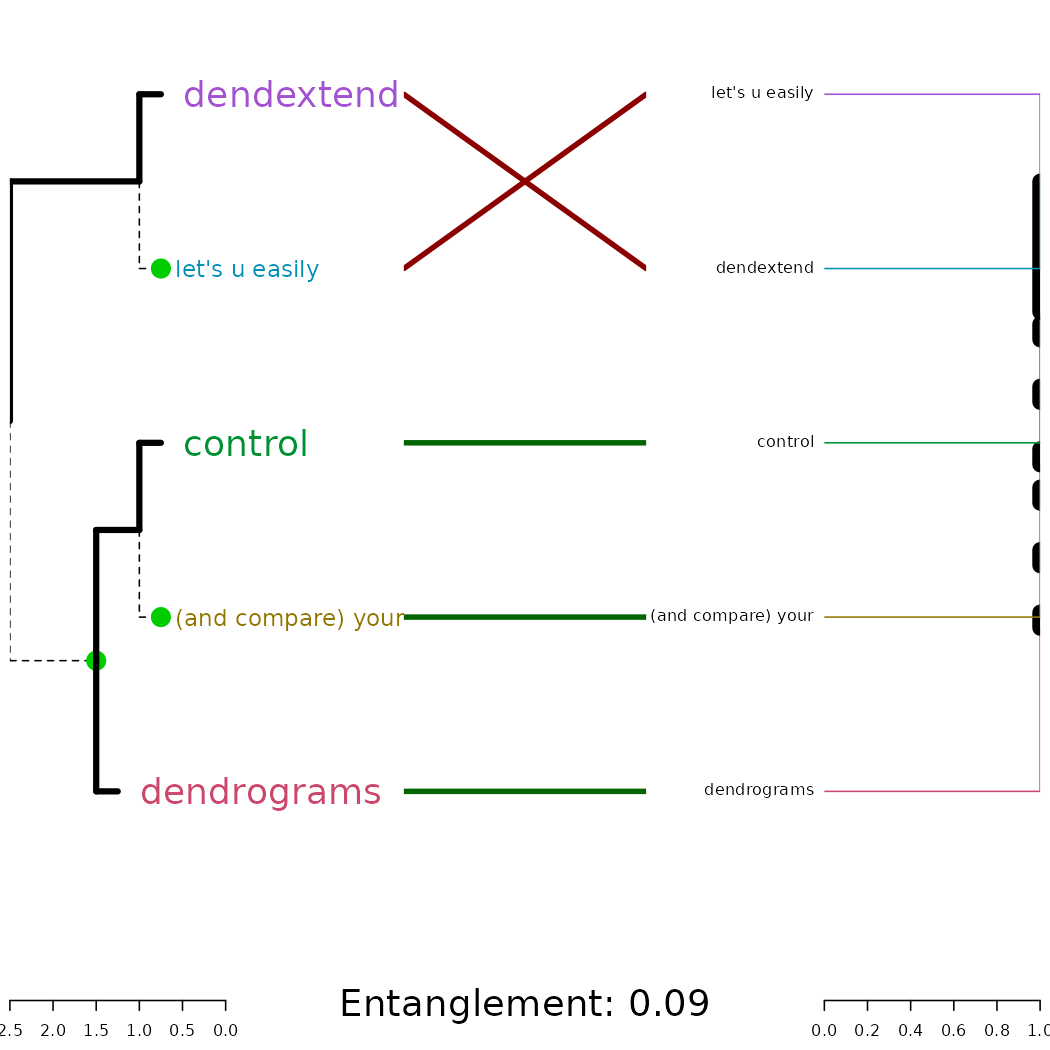 dendextend let's u easily
let's u easily dendextend
control control
(and compare) your (and compare) your
dendrograms dendrograms
Entanglement: 0.09
2.5 2.0 1.5 1.0 0.5 0.0 0.0 0.2 0.4 0.6 0.8 1.0